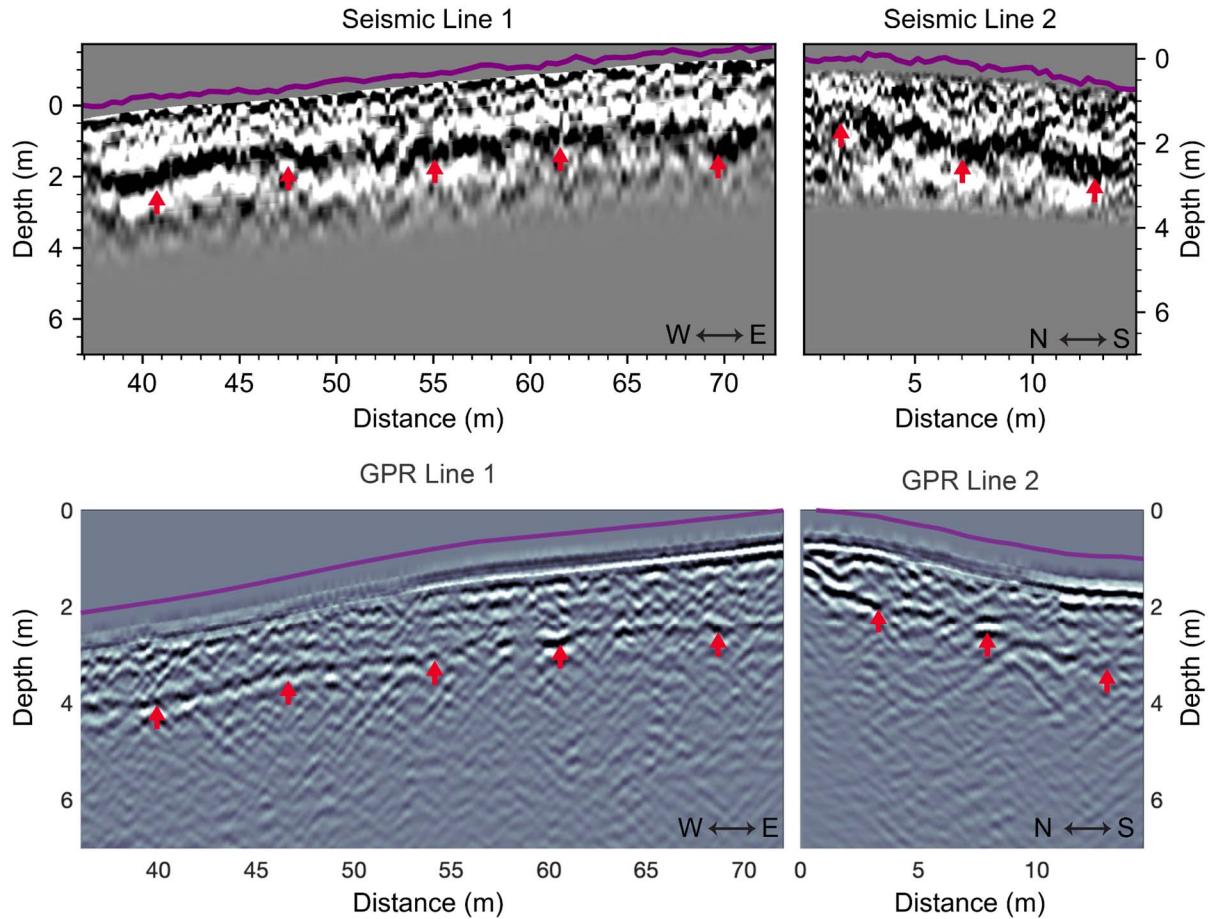 Seismic Line 1
Seismic Line 2
Depth (m)
0
2
4
6
W E
40 45 50 55 60 65 70
Distance (m)
N S
5 10
Distance (m)
0
2
4
6
Depth (m)
GPR Line 1
GPR Line 2
Depth (m)
0
2
4
6
W E
40 45 50 55 60 65 70
Distance (m)
N S
0 5 10
Distance (m)
0
2
4
6
Depth (m)